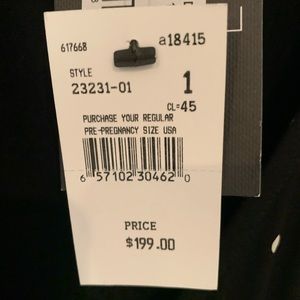 617668
a18415
STYLE
23231-01
1
CL=45
PURCHASE YOUR REGULAR
PRE-PREGNANCY SIZE USA
6 57102 30462 0
PRICE
$199.00